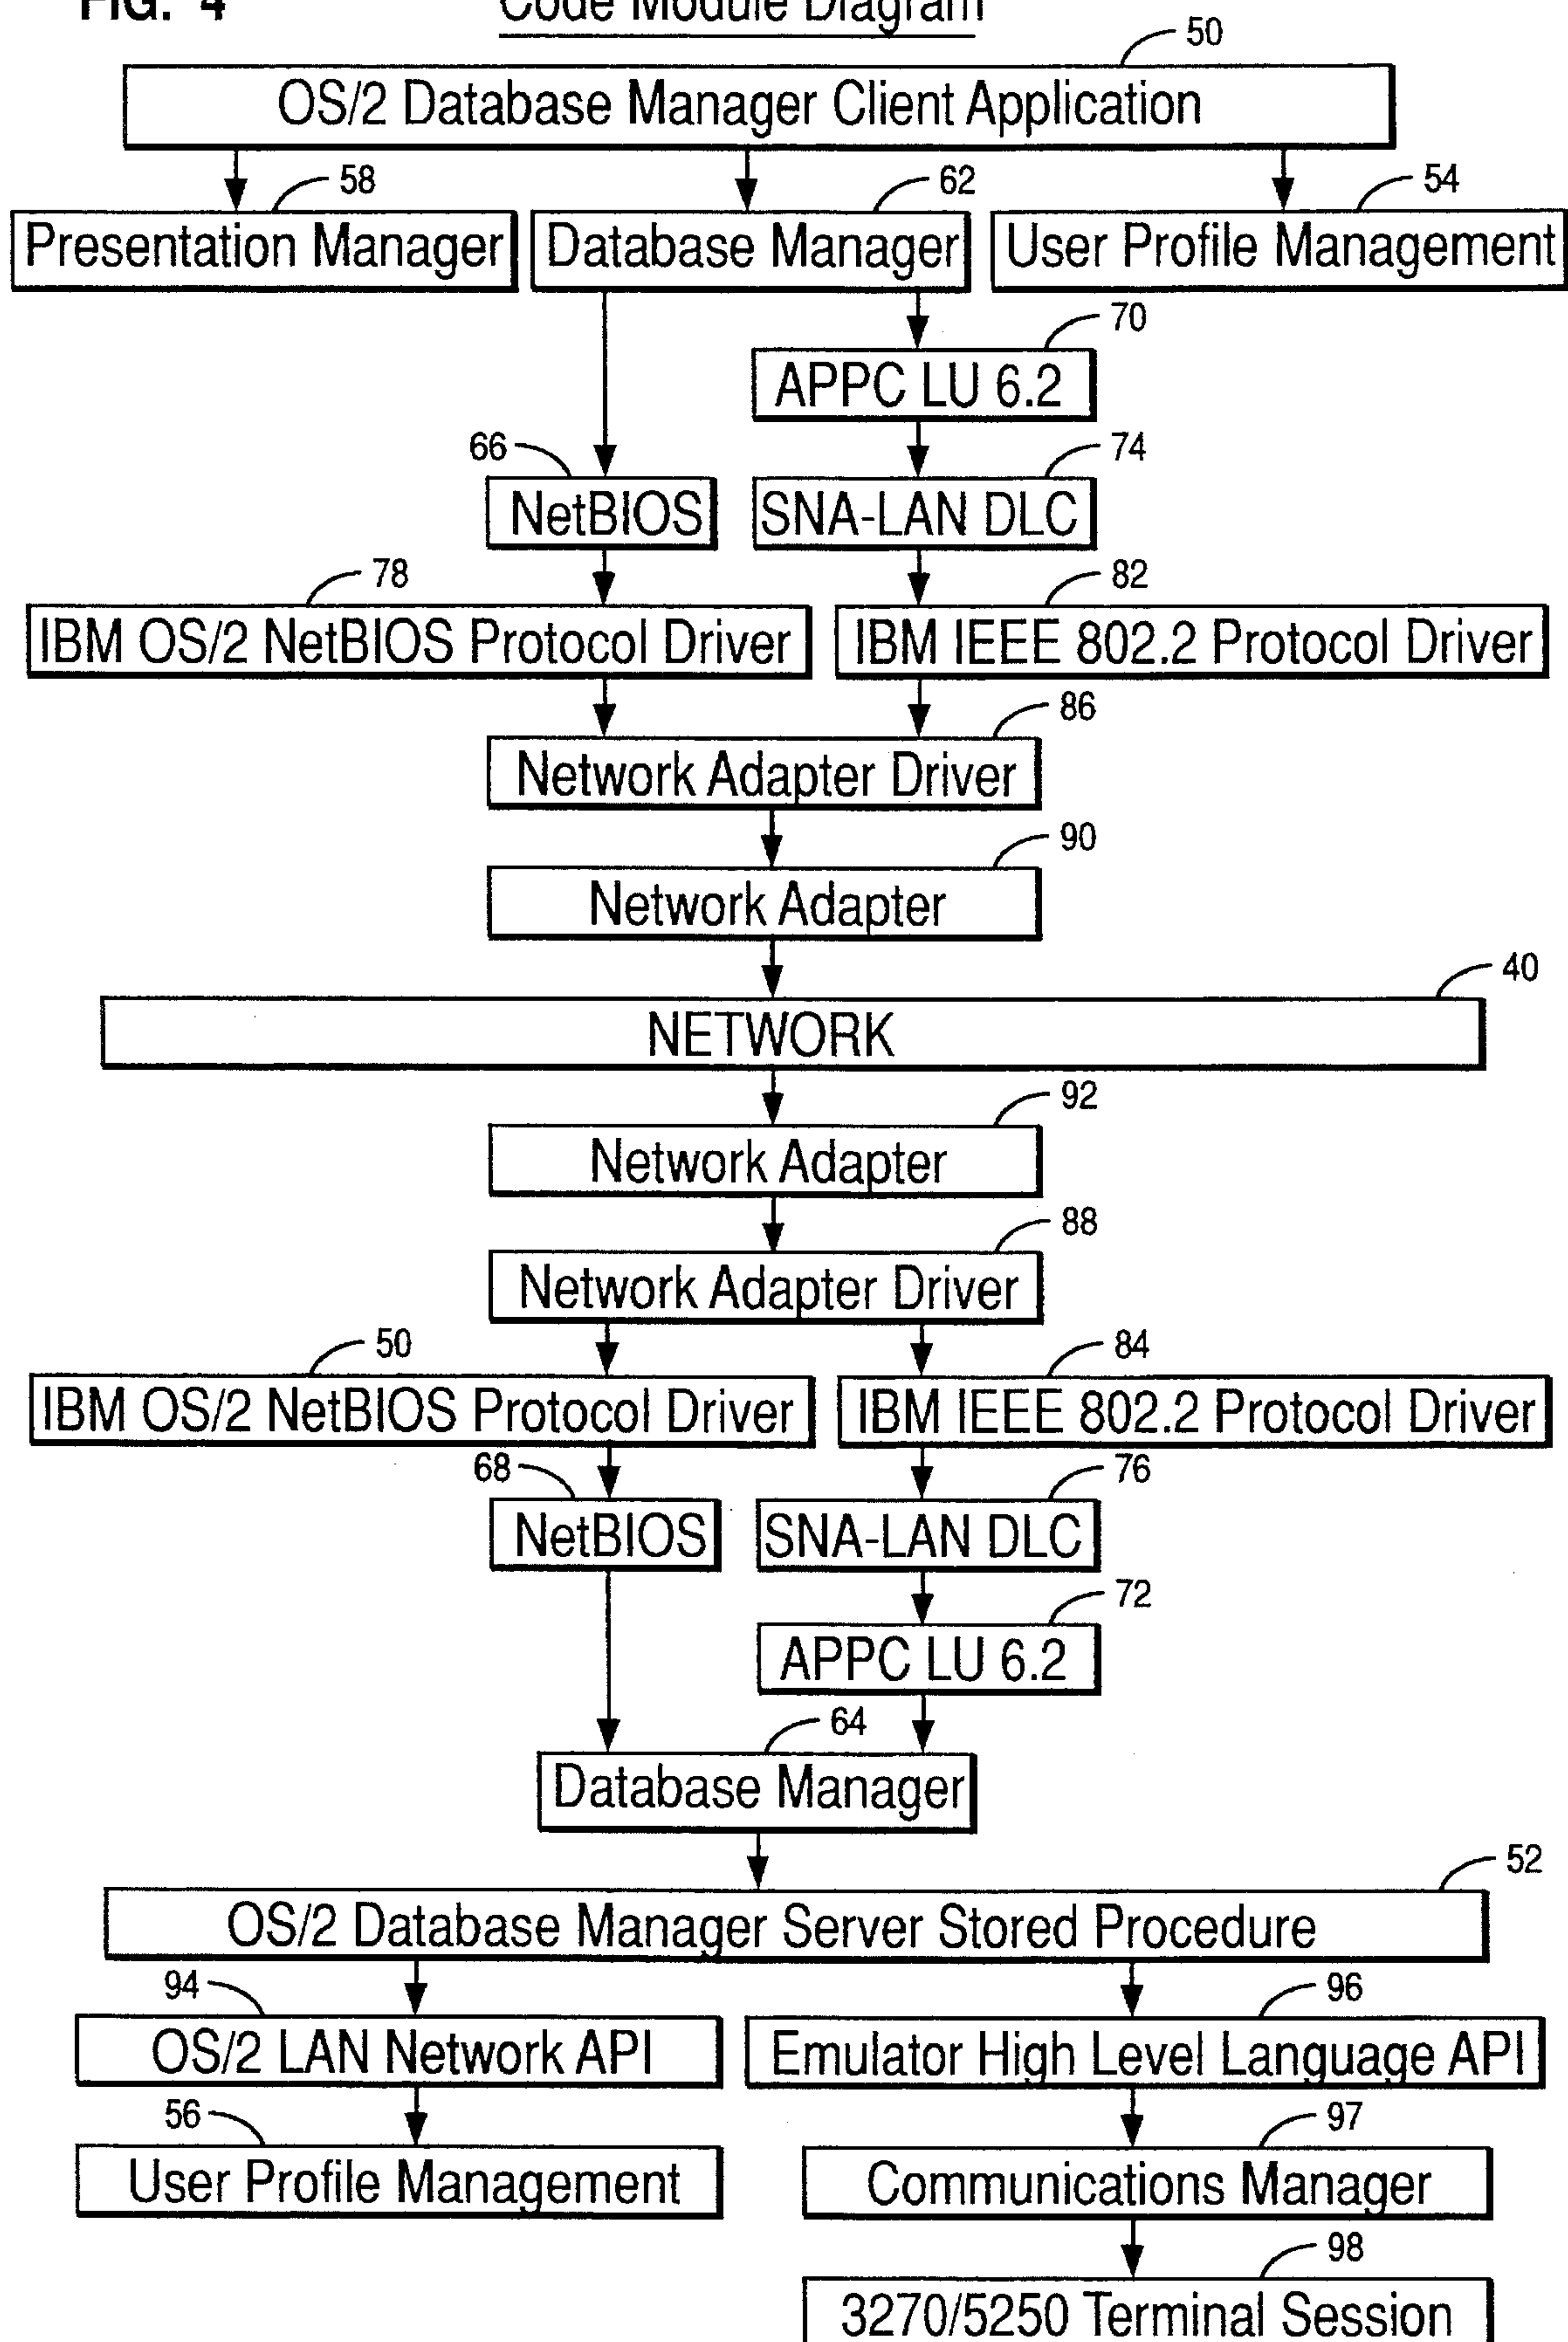 FIG. 4 Code Module Diagram
50
OS/2 Database Manager Client Application
58 62 54
Presentation Manager Database Manager User Profile Management
70
APPC LU 6.2
66 74
NetBIOS SNA-LAN DLC
78 82
IBM OS/2 NetBIOS Protocol Driver IBM IEEE 802.2 Protocol Driver
86
Network Adapter Driver
90
Network Adapter
40
NETWORK
92
Network Adapter
88
Network Adapter Driver
50 84
IBM OS/2 NetBIOS Protocol Driver IBM IEEE 802.2 Protocol Driver
68 76
NetBIOS SNA-LAN DLC
72
APPC LU 6.2
64
Database Manager
52
OS/2 Database Manager Server Stored Procedure
94 96
OS/2 LAN Network API Emulator High Level Language API
56 97
User Profile Management Communications Manager
98
3270/5250 Terminal Session